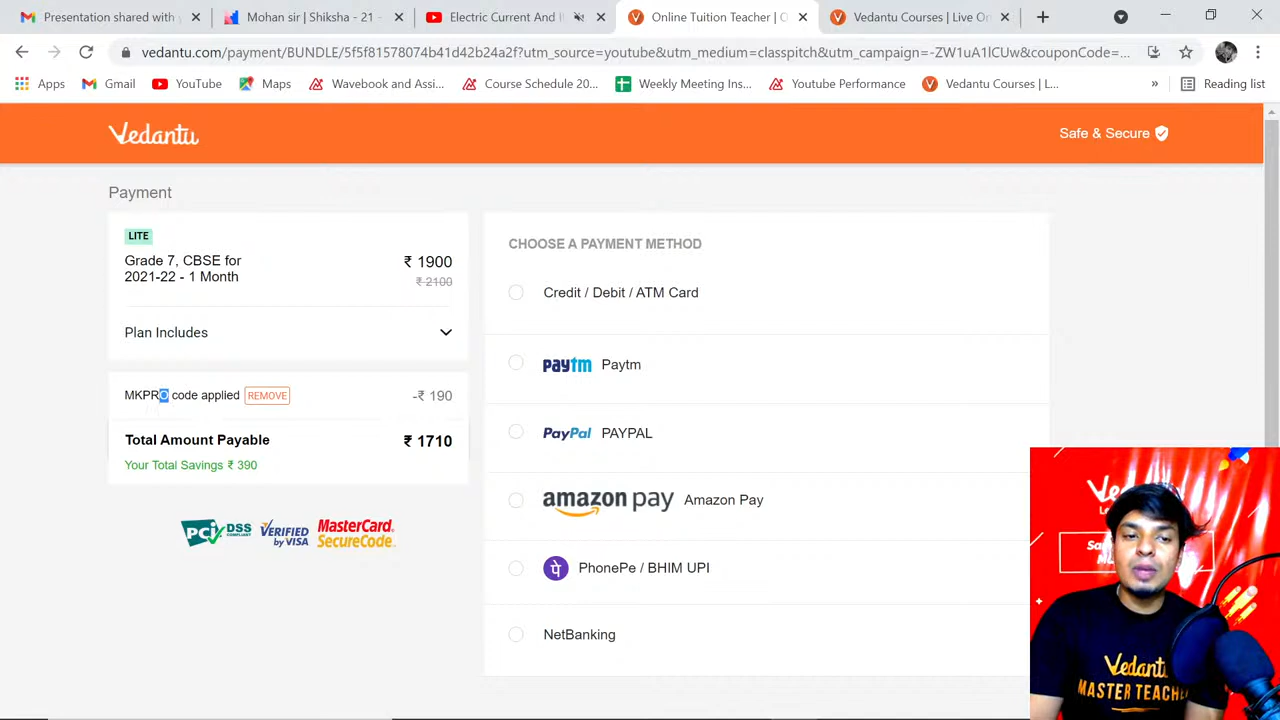 Presentation shared with y
Mohan sir | Shiksha - 21 -
Electric Current And I
Online Tuition Teacher | O
Vedantu Courses | Live On
vedantu.com/payment/BUNDLE/5f5f81578074b41d42b24a2f?utm_source=youtube&utm_medium=classpitch&utm_campaign=-ZW1uA1lCUw&couponCode=...
Apps
Gmail
YouTube
Maps
Wavebook and Assi...
Course Schedule 20...
Weekly Meeting Ins...
Youtube Performance
Vedantu Courses | L...
»
Reading list
Vedantu
Safe & Secure
Payment
LITE
Grade 7, CBSE for
2021-22 - 1 Month
₹ 1900
₹ 2100
Plan Includes
MKPRO code applied REMOVE
-₹ 190
Total Amount Payable
₹ 1710
Your Total Savings ₹ 390
PCI DSS COMPLIANT
VERIFIED by VISA
MasterCard.
SecureCode.
CHOOSE A PAYMENT METHOD
Credit / Debit / ATM Card
paytm Paytm
PayPal PAYPAL
amazon pay Amazon Pay
पे PhonePe / BHIM UPI
NetBanking
Vedantu
MASTER TEACHE